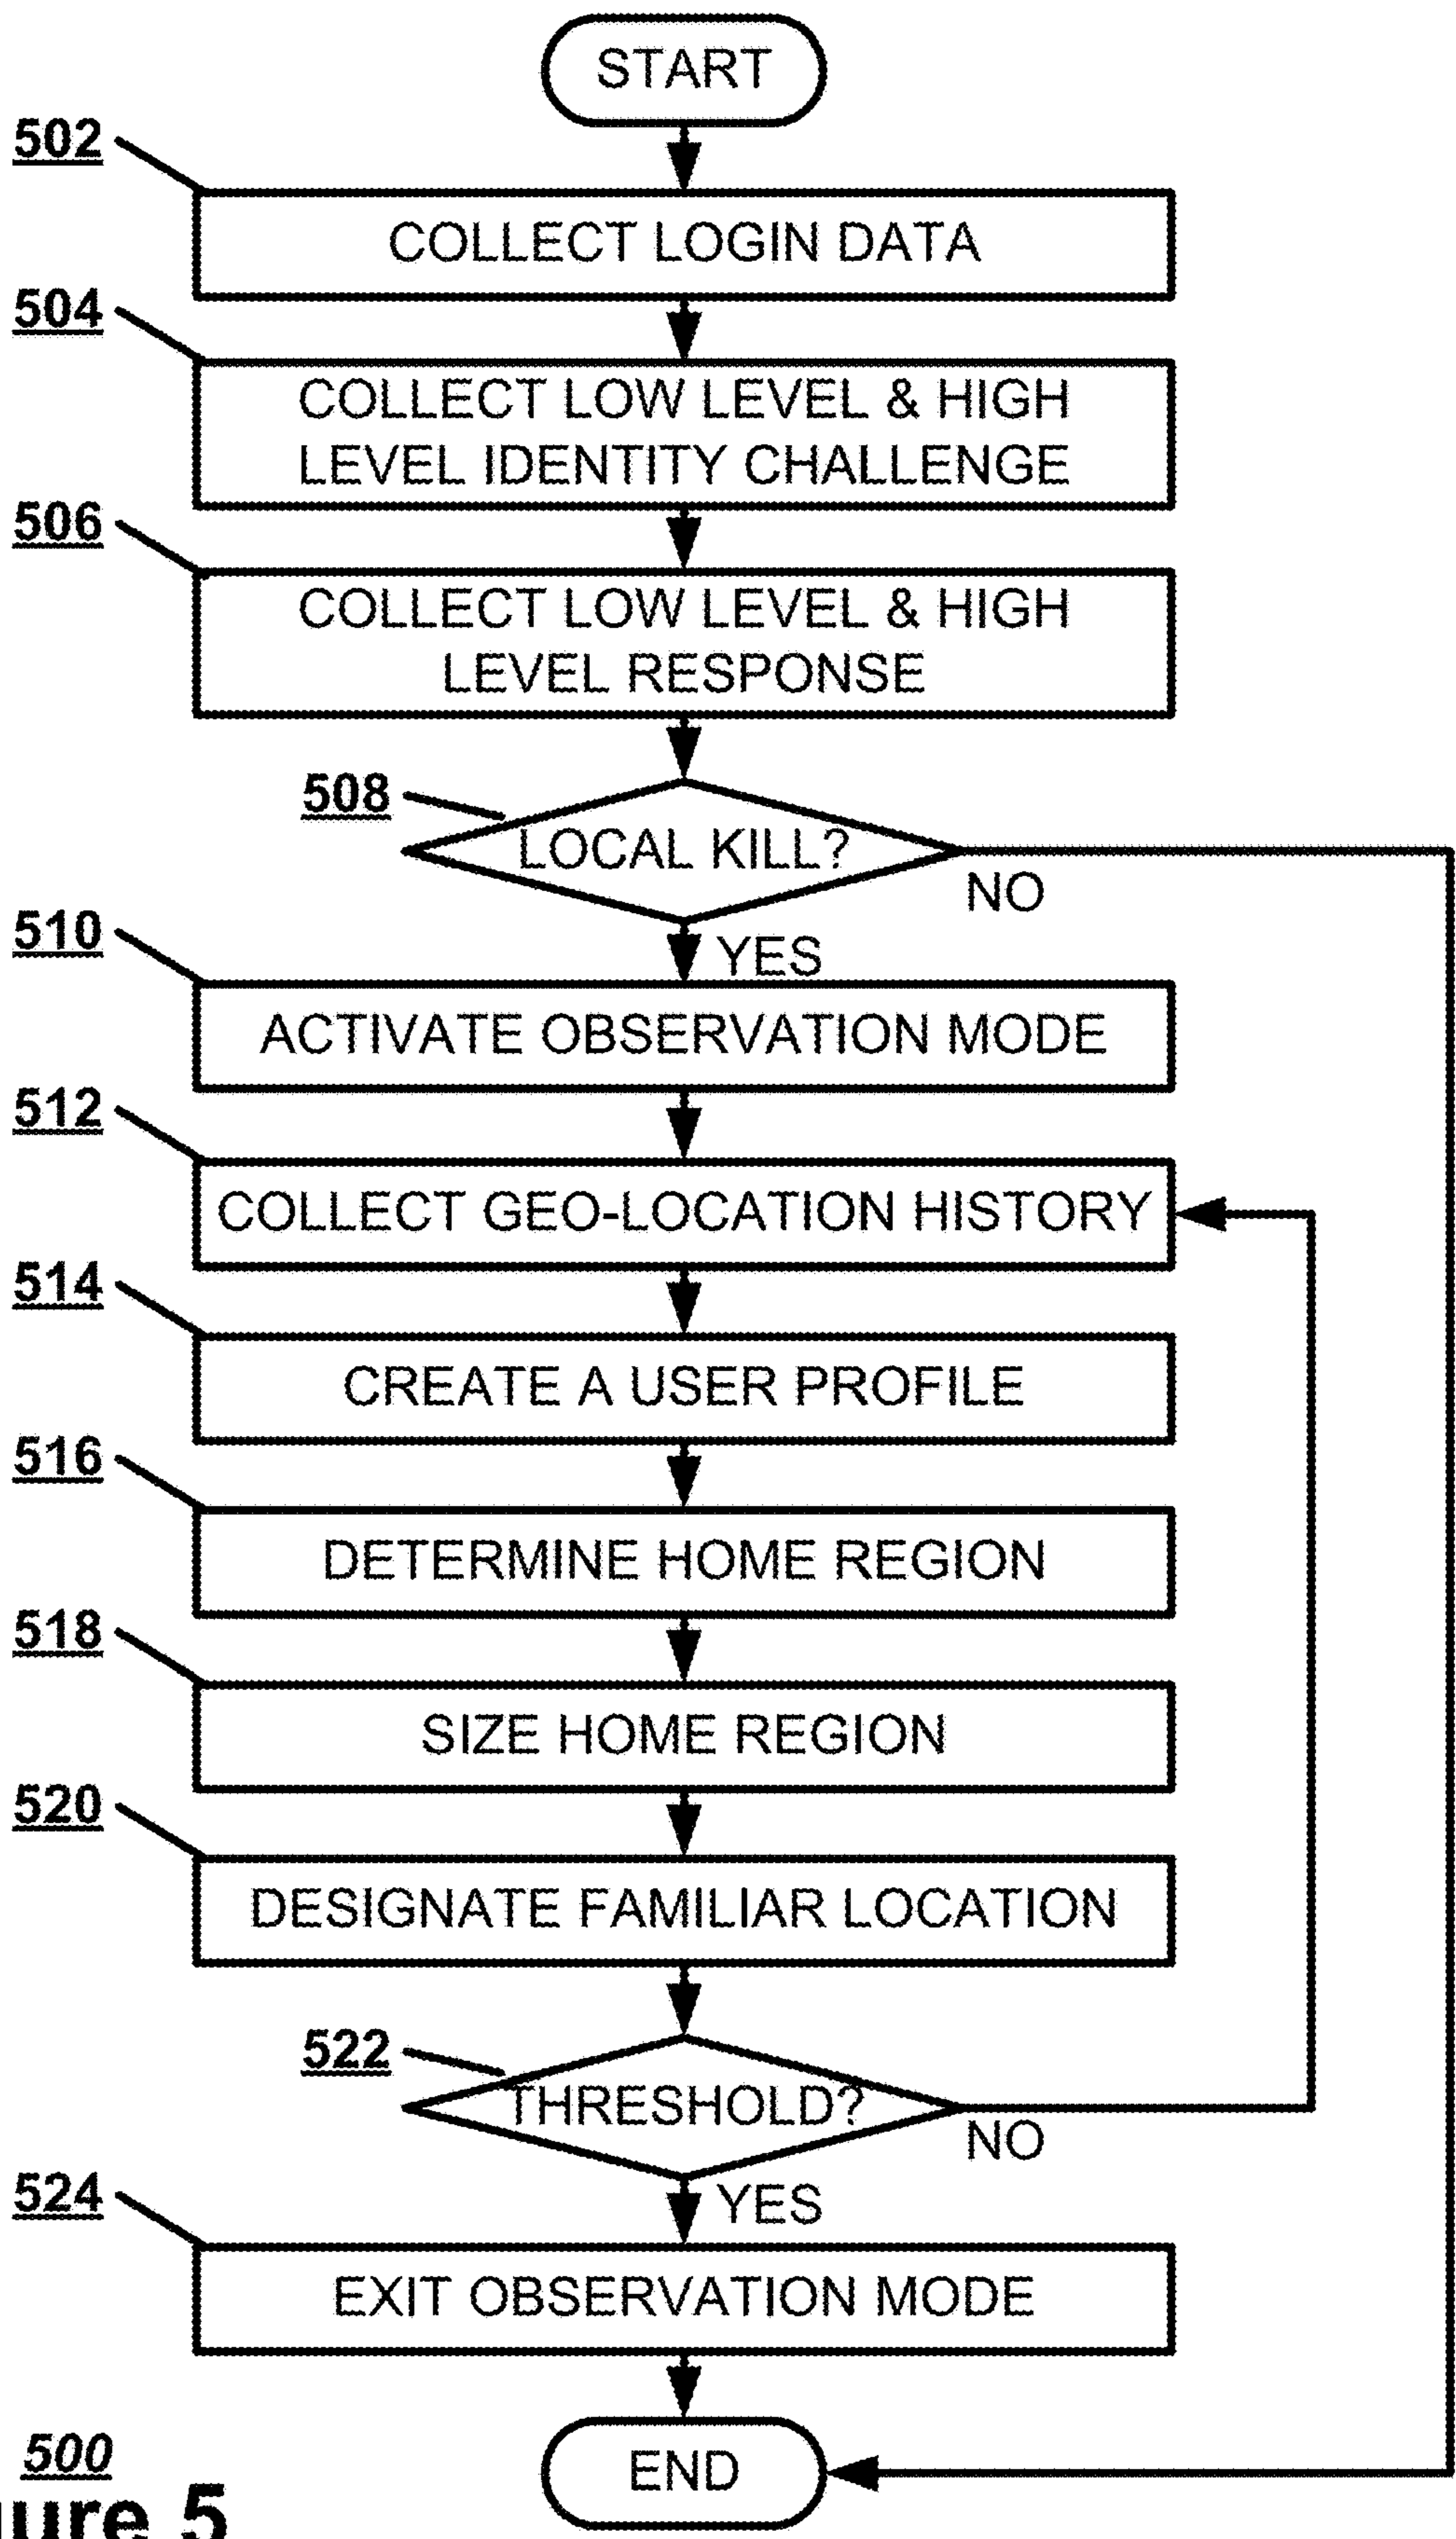 START
502
COLLECT LOGIN DATA
504
COLLECT LOW LEVEL & HIGH
LEVEL IDENTITY CHALLENGE
506
COLLECT LOW LEVEL & HIGH
LEVEL RESPONSE
508
LOCAL KILL?
NO
YES
510
ACTIVATE OBSERVATION MODE
512
COLLECT GEO-LOCATION HISTORY
514
CREATE A USER PROFILE
516
DETERMINE HOME REGION
518
SIZE HOME REGION
520
DESIGNATE FAMILIAR LOCATION
522
THRESHOLD?
NO
YES
524
EXIT OBSERVATION MODE
END
500
5